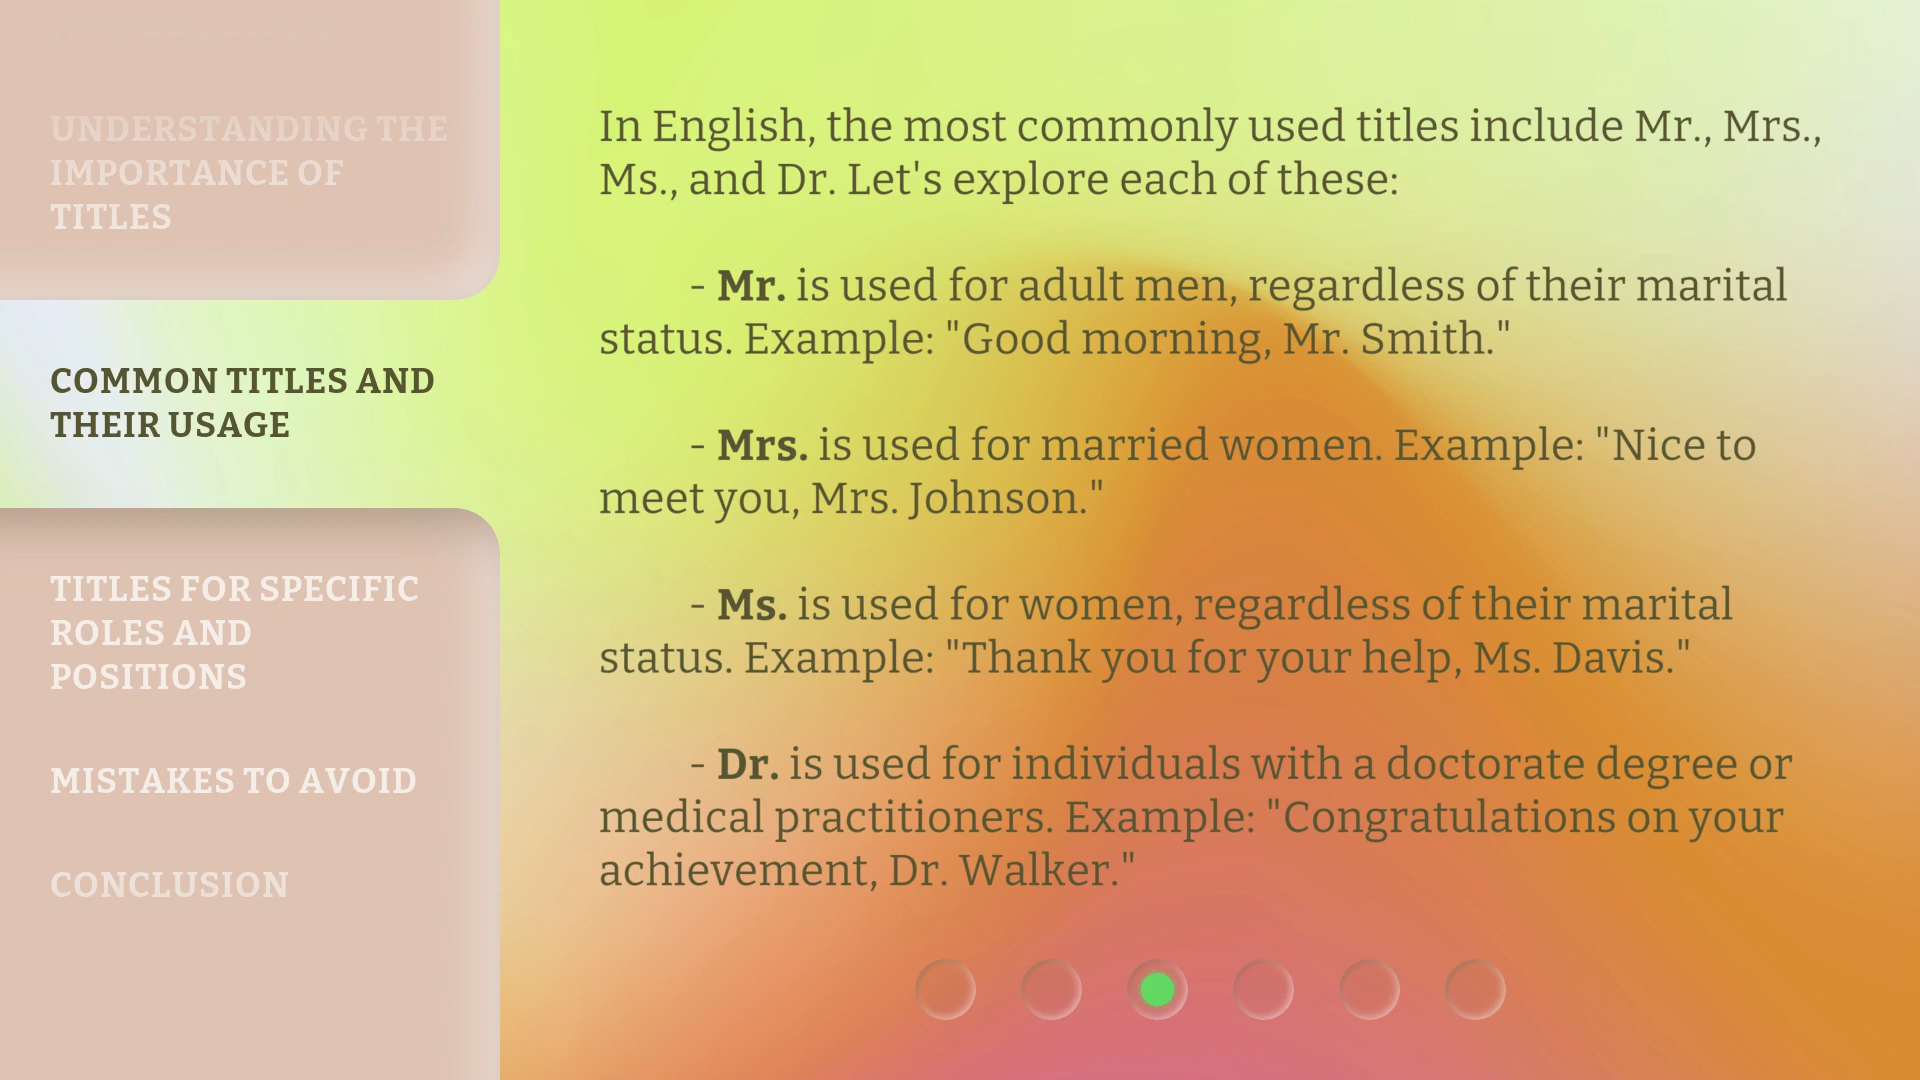 INTRODUCTION
UNDERSTANDING THE
IMPORTANCE OF
TITLES
COMMON TITLES AND
THEIR USAGE
TITLES FOR SPECIFIC
ROLES AND
POSITIONS
MISTAKES TO AVOID
CONCLUSION
In English, the most commonly used titles include Mr., Mrs.,
Ms., and Dr. Let's explore each of these:
- Mr. is used for adult men, regardless of their marital
status. Example: "Good morning, Mr. Smith."
- Mrs. is used for married women. Example: "Nice to
meet you, Mrs. Johnson."
- Ms. is used for women, regardless of their marital
status. Example: "Thank you for your help, Ms. Davis."
- Dr. is used for individuals with a doctorate degree or
medical practitioners. Example: "Congratulations on your
achievement, Dr. Walker."